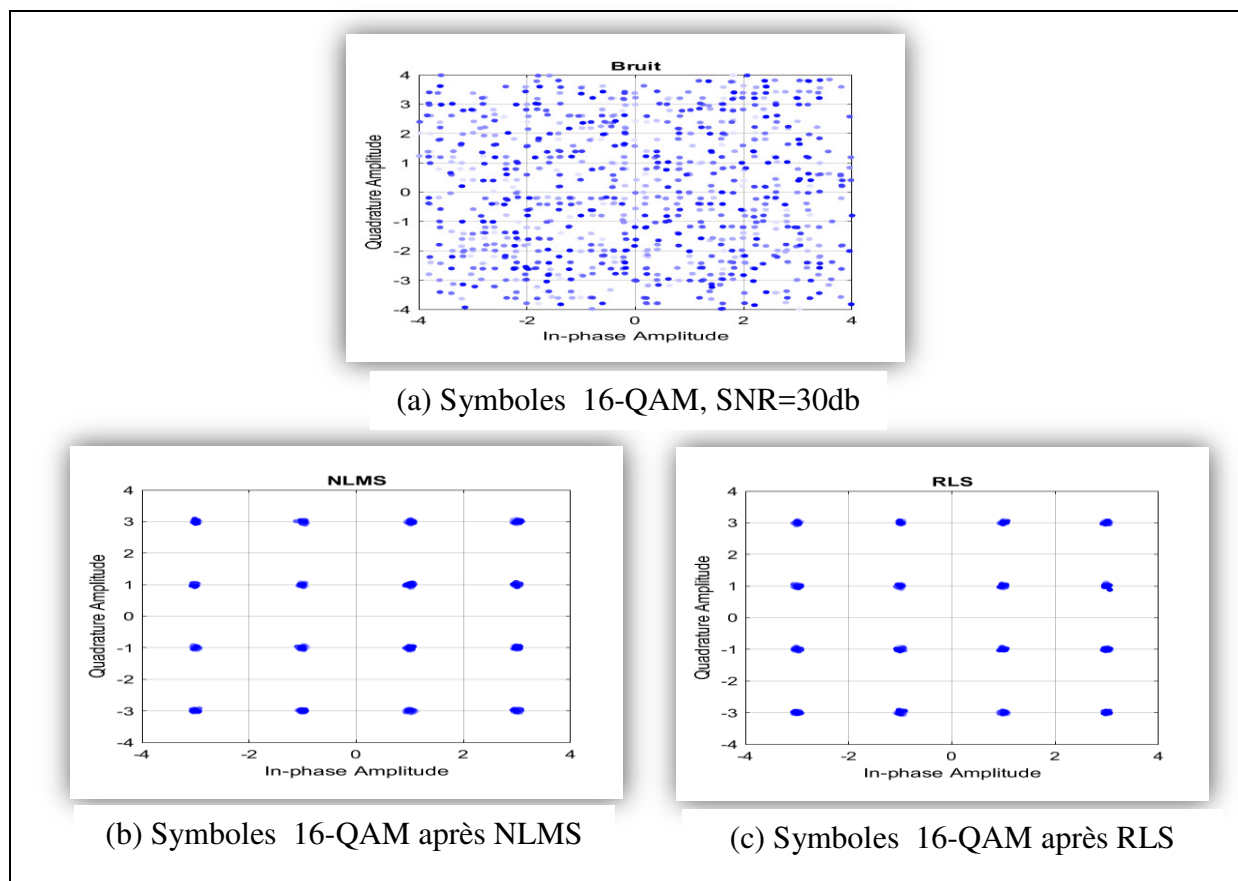 Bruit
4
3
2
1
0
-1
-2
-3
-4
Quadrature Amplitude
-4 -2 0 2 4
In-phase Amplitude
(a) Symboles 16-QAM, SNR=30db
NLMS
4
3
2
1
0
-1
-2
-3
-4
Quadrature Amplitude
-4 -2 0 2 4
In-phase Amplitude
(b) Symboles 16-QAM après NLMS
RLS
4
3
2
1
0
-1
-2
-3
-4
Quadrature Amplitude
-4 -2 0 2 4
In-phase Amplitude
(c) Symboles 16-QAM après RLS